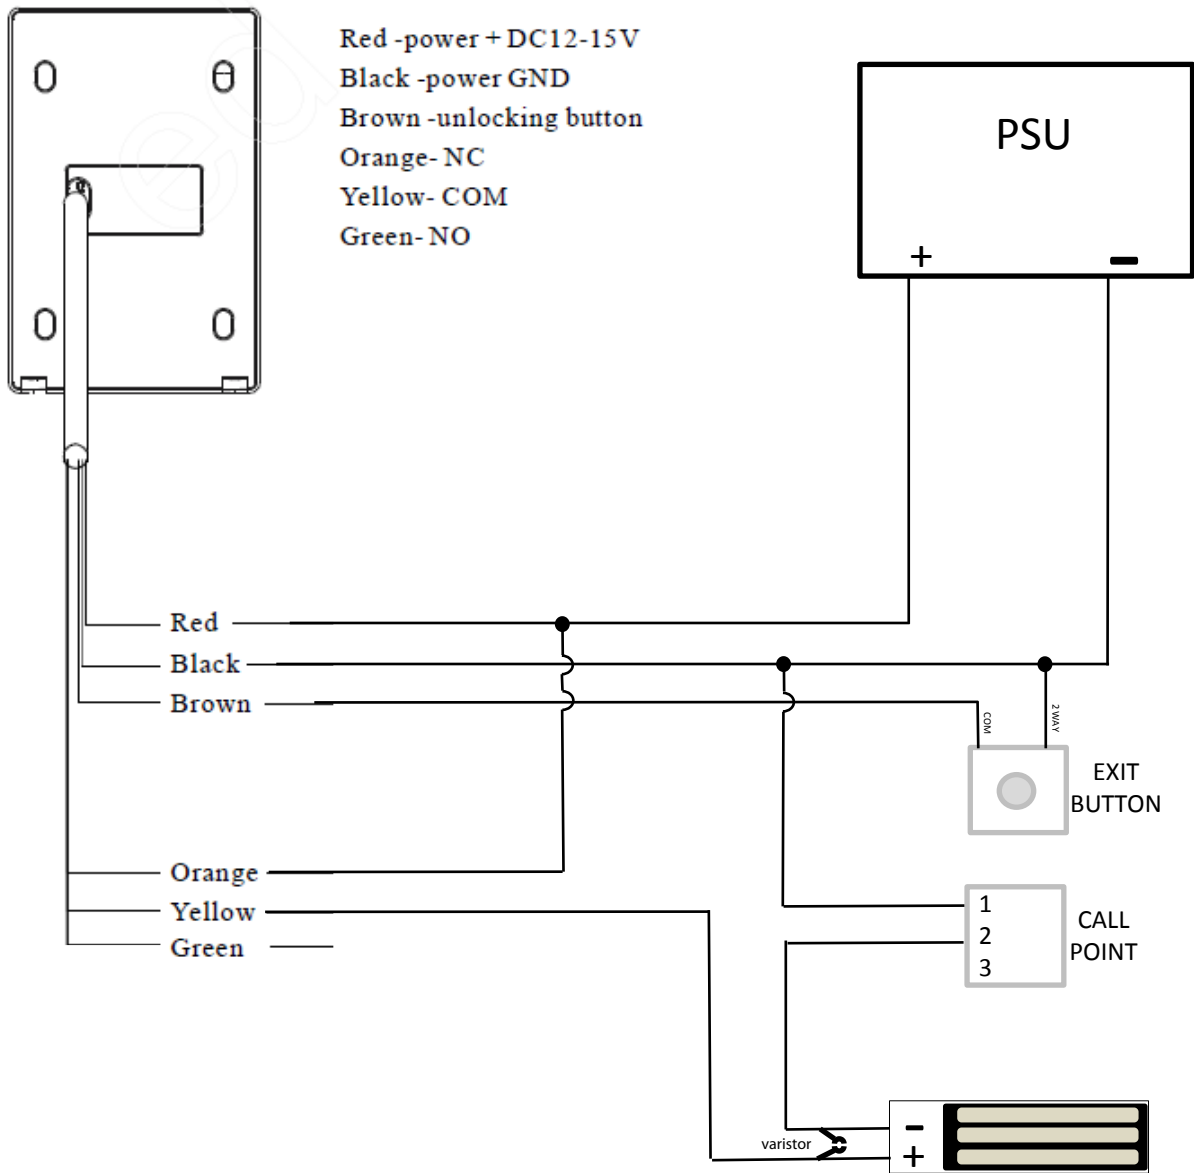 Red -power + DC12-15V
Black -power GND
Brown -unlocking button
Orange- NC
Yellow- COM
Green- NO
PSU
+ -
Red
Black
Brown
COM
2 WAY
EXIT
BUTTON
Orange
Yellow
Green
1
2
3
CALL
POINT
varistor
-
+